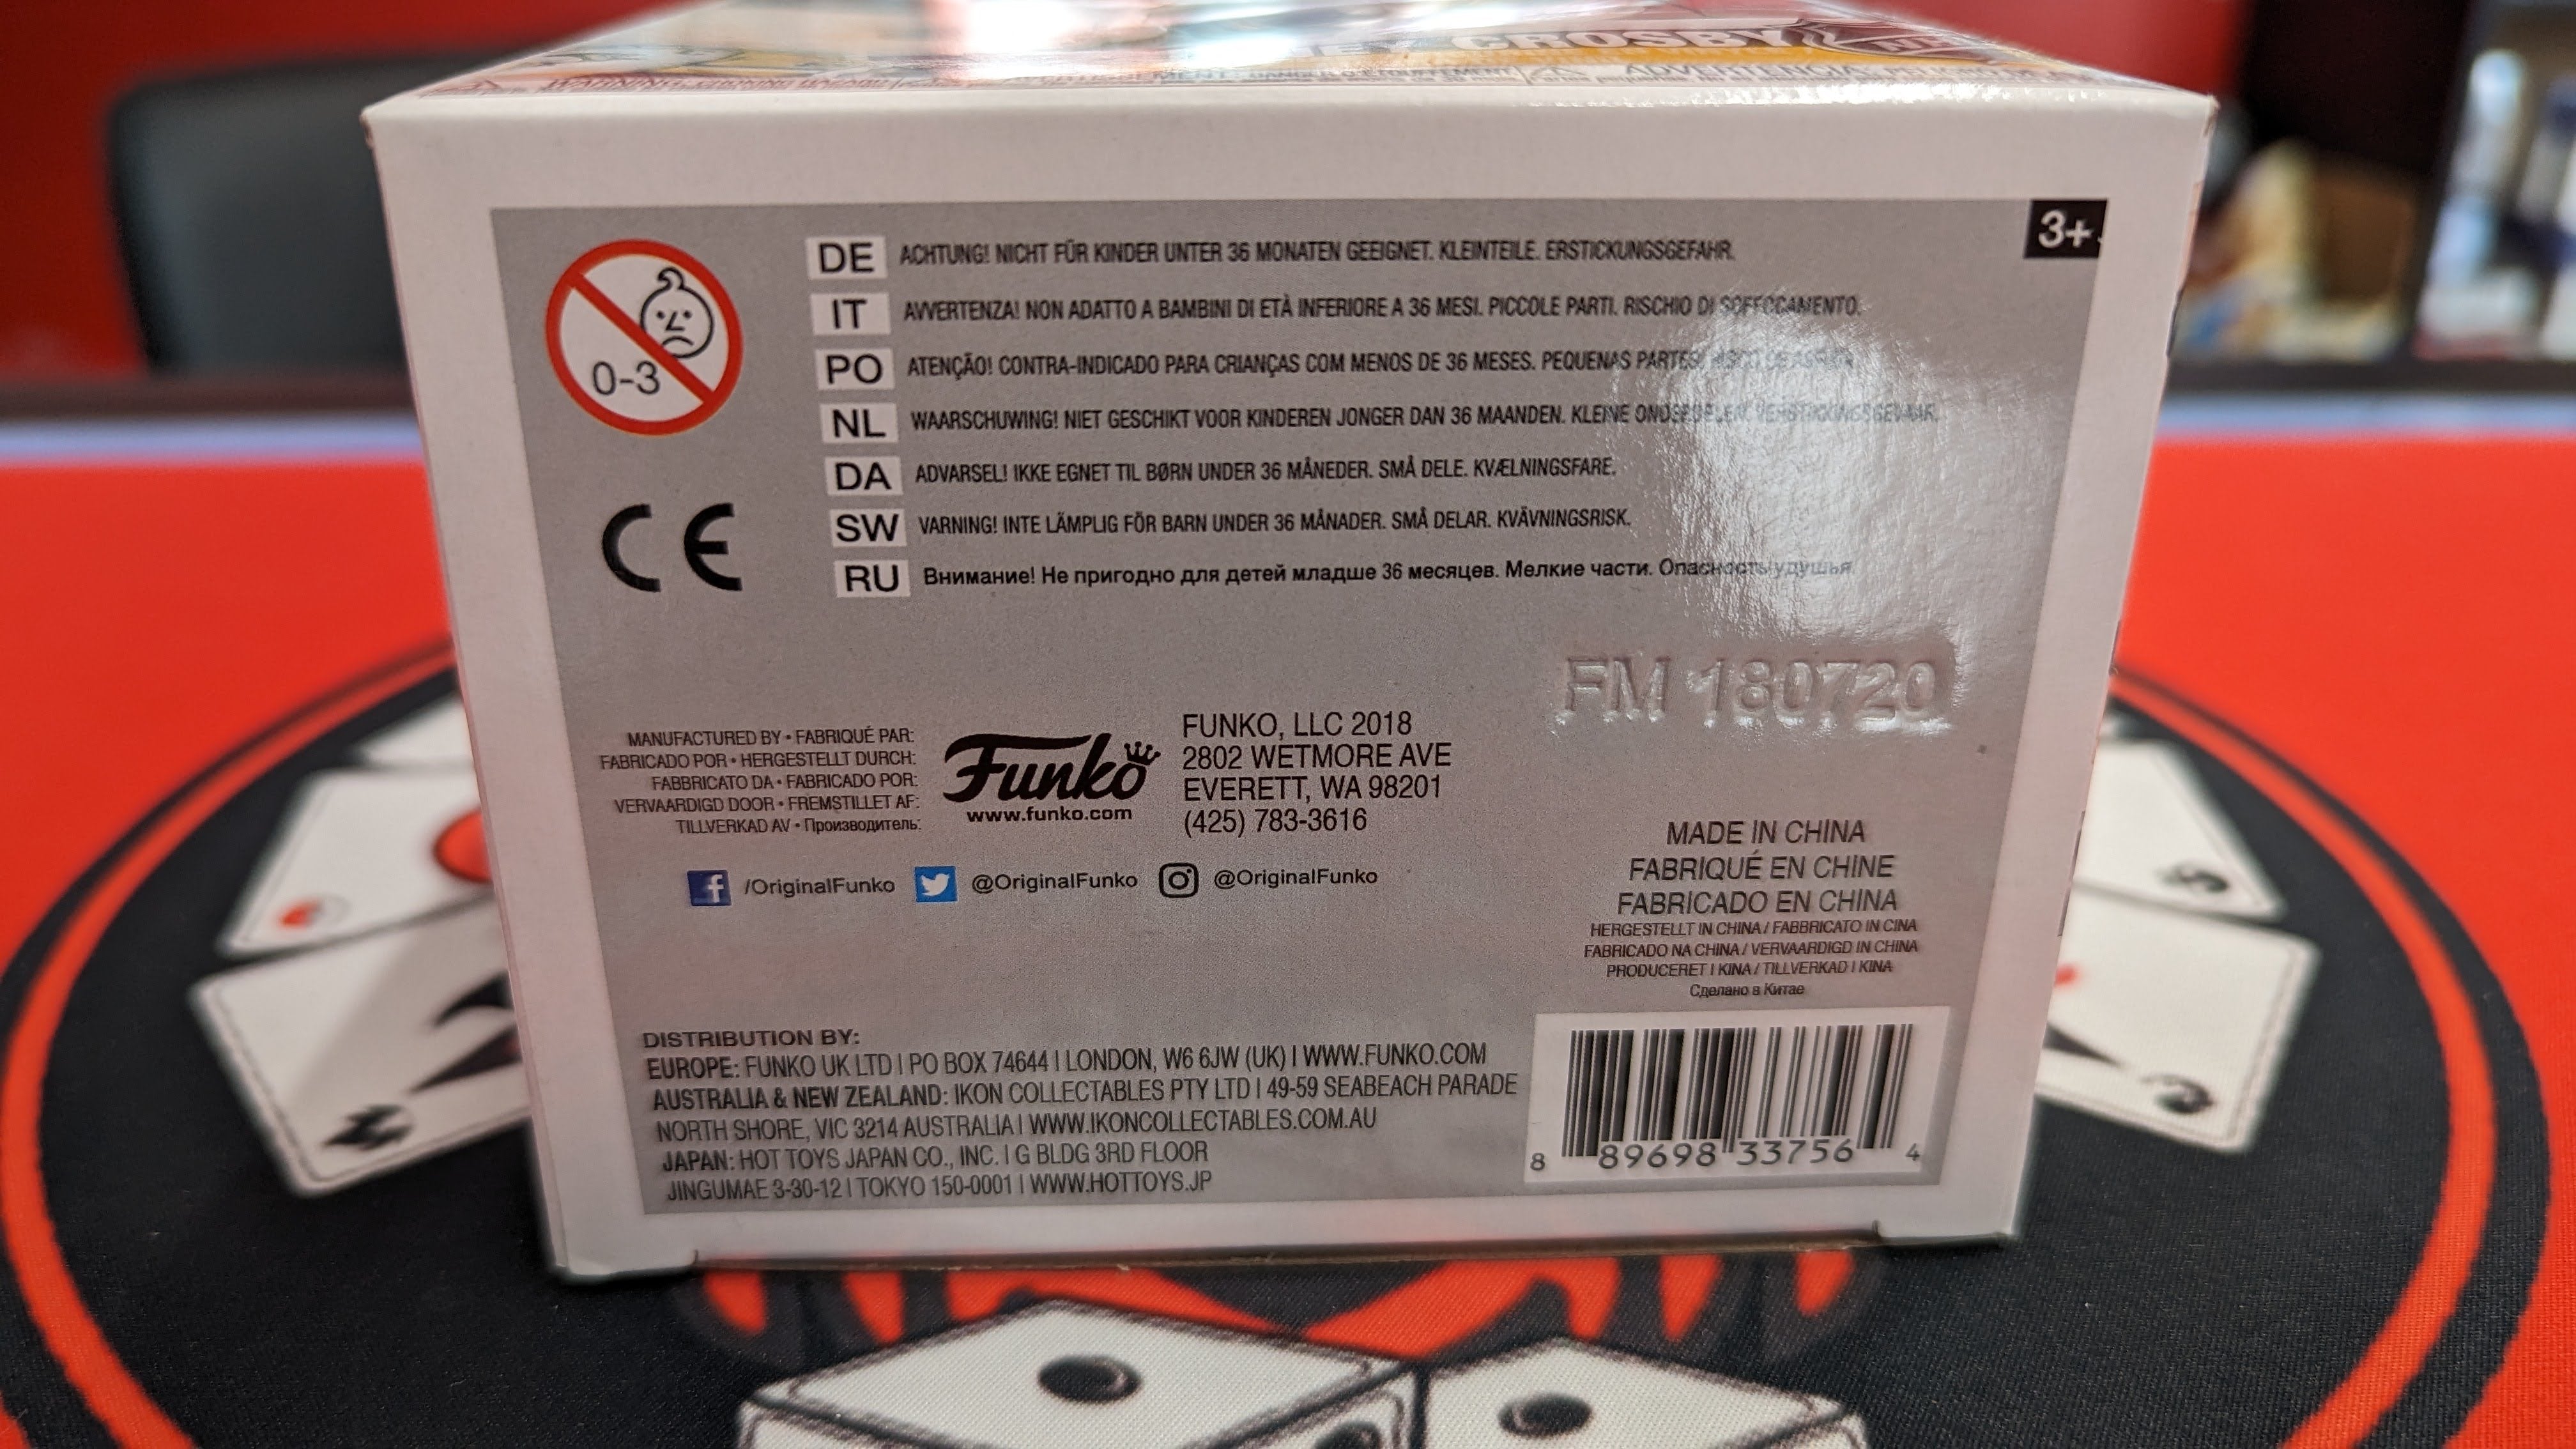 CROSBY
3+
DE ACHTUNG! NICHT FÜR KINDER UNTER 36 MONATEN GEEIGNET. KLEINTEILE. ERSTICKUNGSGEFAHR.
IT AVVERTENZA! NON ADATTO A BAMBINI DI ETÀ INFERIORE A 36 MESI. PICCOLE PARTI. RISCHIO DI SOFFOCAMENTO.
PO ATENÇÃO! CONTRA-INDICADO PARA CRIANÇAS COM MENOS DE 36 MESES. PEQUENAS PARTES.
NL WAARSCHUWING! NIET GESCHIKT VOOR KINDEREN JONGER DAN 36 MAANDEN. KLEINE ONDERDELEN. VERSTIKKINGSGEVAAR.
DA ADVARSEL! IKKE EGNET TIL BØRN UNDER 36 MÅNEDER. SMÅ DELE. KVÆLNINGSFARE.
SW VARNING! INTE LÄMPLIG FÖR BARN UNDER 36 MÅNADER. SMÅ DELAR. KVÄVNINGSRISK.
RU Внимание! Не пригодно для детей младше 36 месяцев. Мелкие части. Опасность удушья.
0-3
CE
FM 180720
MANUFACTURED BY • FABRIQUÉ PAR:
FABRICADO POR • HERGESTELLT DURCH:
FABBRICATO DA • FABRICADO POR:
VERVAARDIGD DOOR • FREMSTILLET AF:
TILLVERKAD AV • Производитель:
Funko
www.funko.com
FUNKO, LLC 2018
2802 WETMORE AVE
EVERETT, WA 98201
(425) 783-3616
/OriginalFunko @OriginalFunko @OriginalFunko
MADE IN CHINA
FABRIQUÉ EN CHINE
FABRICADO EN CHINA
HERGESTELLT IN CHINA / FABBRICATO IN CINA
FABRICADO NA CHINA / VERVAARDIGD IN CHINA
PRODUCERET I KINA / TILLVERKAD I KINA
Сделано в Китае
DISTRIBUTION BY:
EUROPE: FUNKO UK LTD | PO BOX 74644 | LONDON, W6 6JW (UK) | WWW.FUNKO.COM
AUSTRALIA & NEW ZEALAND: IKON COLLECTABLES PTY LTD | 49-59 SEABEACH PARADE
NORTH SHORE, VIC 3214 AUSTRALIA | WWW.IKONCOLLECTABLES.COM.AU
JAPAN: HOT TOYS JAPAN CO., INC. | G BLDG 3RD FLOOR
JINGUMAE 3-30-12 | TOKYO 150-0001 | WWW.HOTTOYS.JP
8 89698 33756 4